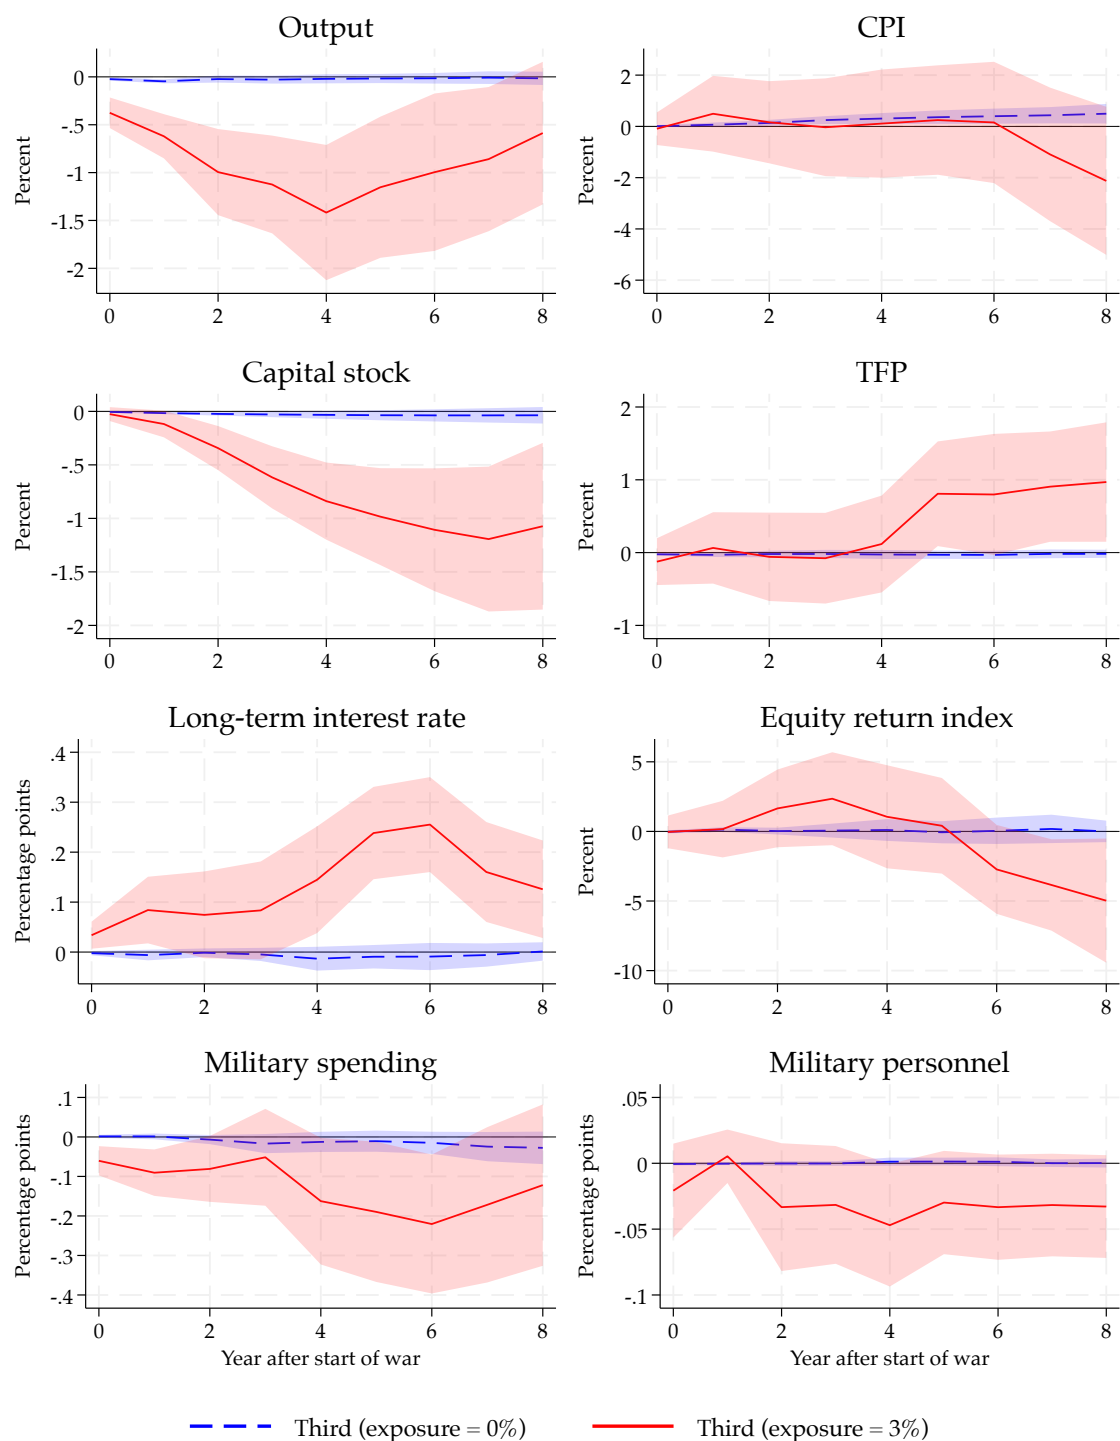 Output
CPI
Percent
0
-.5
-1
-1.5
-2
0 2 4 6 8
Percent
2
0
-2
-4
-6
0 2 4 6 8
Capital stock
TFP
Percent
0
-.5
-1
-1.5
-2
0 2 4 6 8
Percent
2
1
0
-1
0 2 4 6 8
Long-term interest rate
Equity return index
Percentage points
.4
.3
.2
.1
0
0 2 4 6 8
Percent
5
0
-5
-10
0 2 4 6 8
Military spending
Military personnel
Percentage points
.1
0
-.1
-.2
-.3
-.4
0 2 4 6 8
Year after start of war
Percentage points
.05
0
-.05
-.1
0 2 4 6 8
Year after start of war
Third (exposure = 0%)
Third (exposure = 3%)